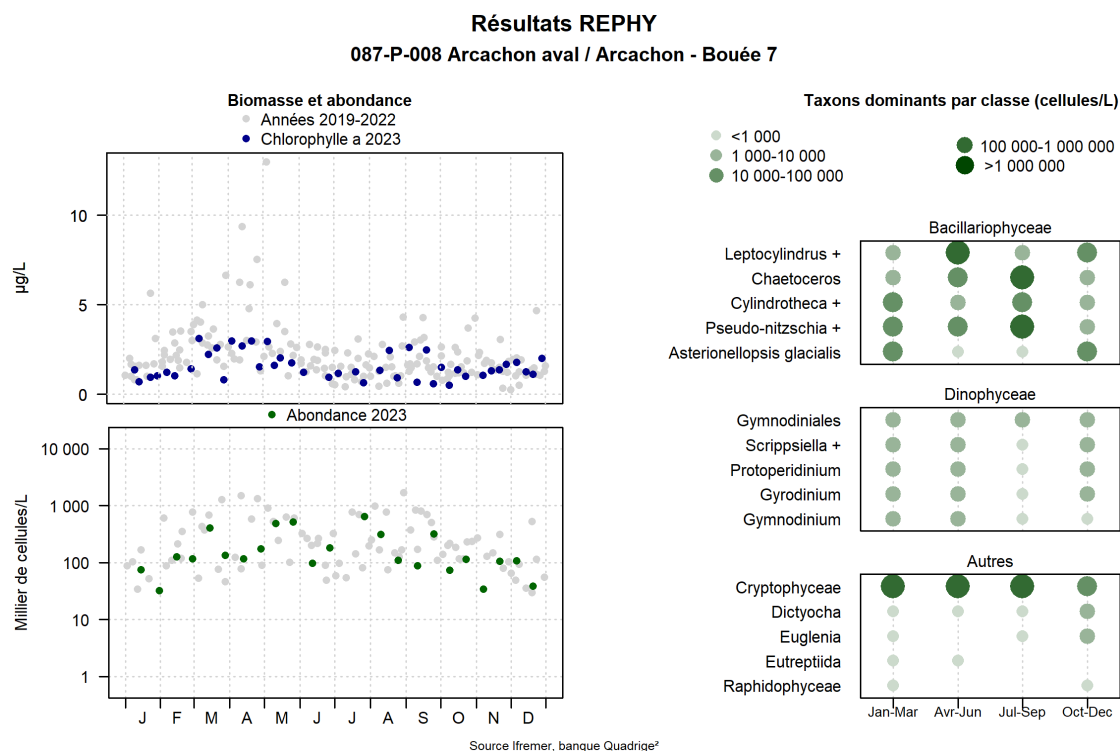 Résultats REPHY
087-P-008 Arcachon aval / Arcachon - Bouée 7
Biomasse et abondance
Années 2019-2022
Chlorophylle a 2023
10
5
0
µg/L
Abondance 2023
10 000
1 000
100
10
1
Millier de cellules/L
J F M A M J J A S O N D
Taxons dominants par classe (cellules/L)
<1 000
1 000-10 000
10 000-100 000
100 000-1 000 000
>1 000 000
Bacillariophyceae
Leptocylindrus +
Chaetoceros
Cylindrotheca +
Pseudo-nitzschia +
Asterionellopsis glacialis
Dinophyceae
Gymnodiniales
Scrippsiella +
Protoperidinium
Gyrodinium
Gymnodinium
Autres
Cryptophyceae
Dictyocha
Euglenia
Eutreptiida
Raphidophyceae
Jan-Mar Avr-Jun Jul-Sep Oct-Dec
Source Ifremer, banque Quadrige²